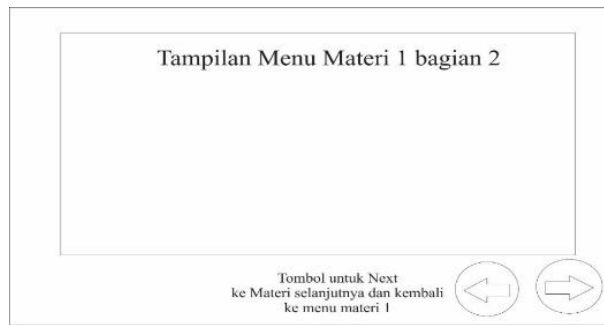 Tampilan Menu Materi 1 bagian 2
Tombol untuk Next
ke Materi selanjutnya dan kembali
ke menu materi 1